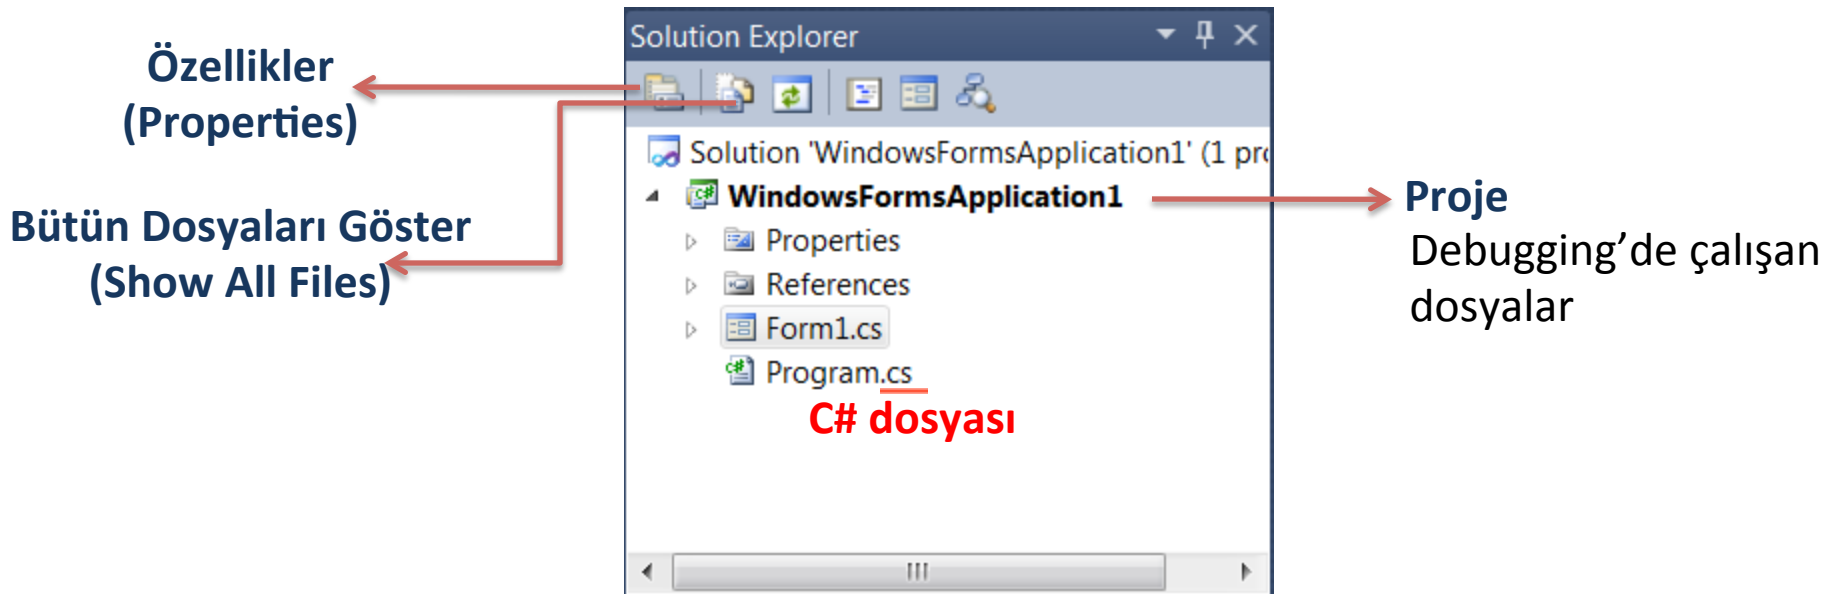 Özellikler
(Properties)
Bütün Dosyaları Göster
(Show All Files)
Solution Explorer
Solution 'WindowsFormsApplication1' (1 pro
WindowsFormsApplication1
Properties
References
Form1.cs
Program.cs
C# dosyası
Proje
Debugging’de çalışan
dosyalar